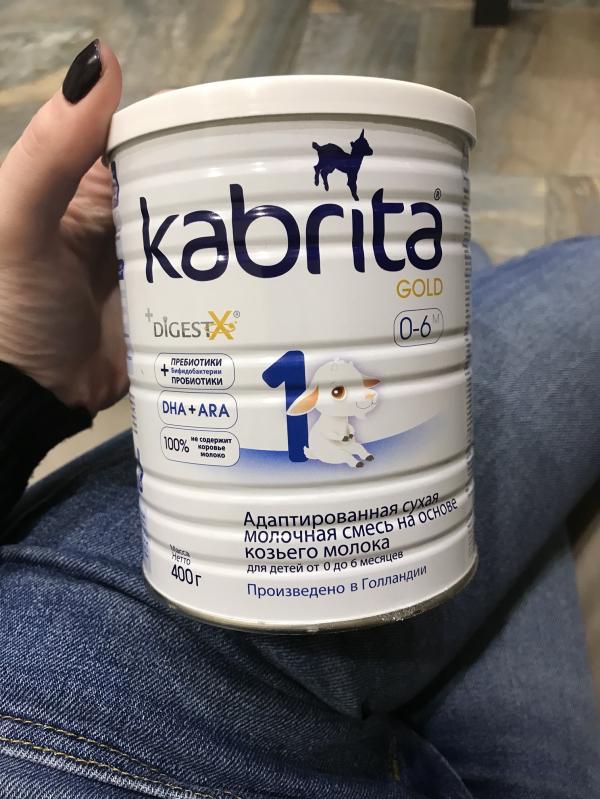 kabrita®
GOLD
0-6 М
+DIGESTX®
+ ПРЕБИОТИКИ
Бифидобактерии
ПРОБИОТИКИ
DHA+ARA
100% не содержит
коровье
молоко
1
Адаптированная сухая
молочная смесь на основе
козьего молока
для детей от 0 до 6 месяцев
Произведено в Голландии
Масса
Нетто
400 г